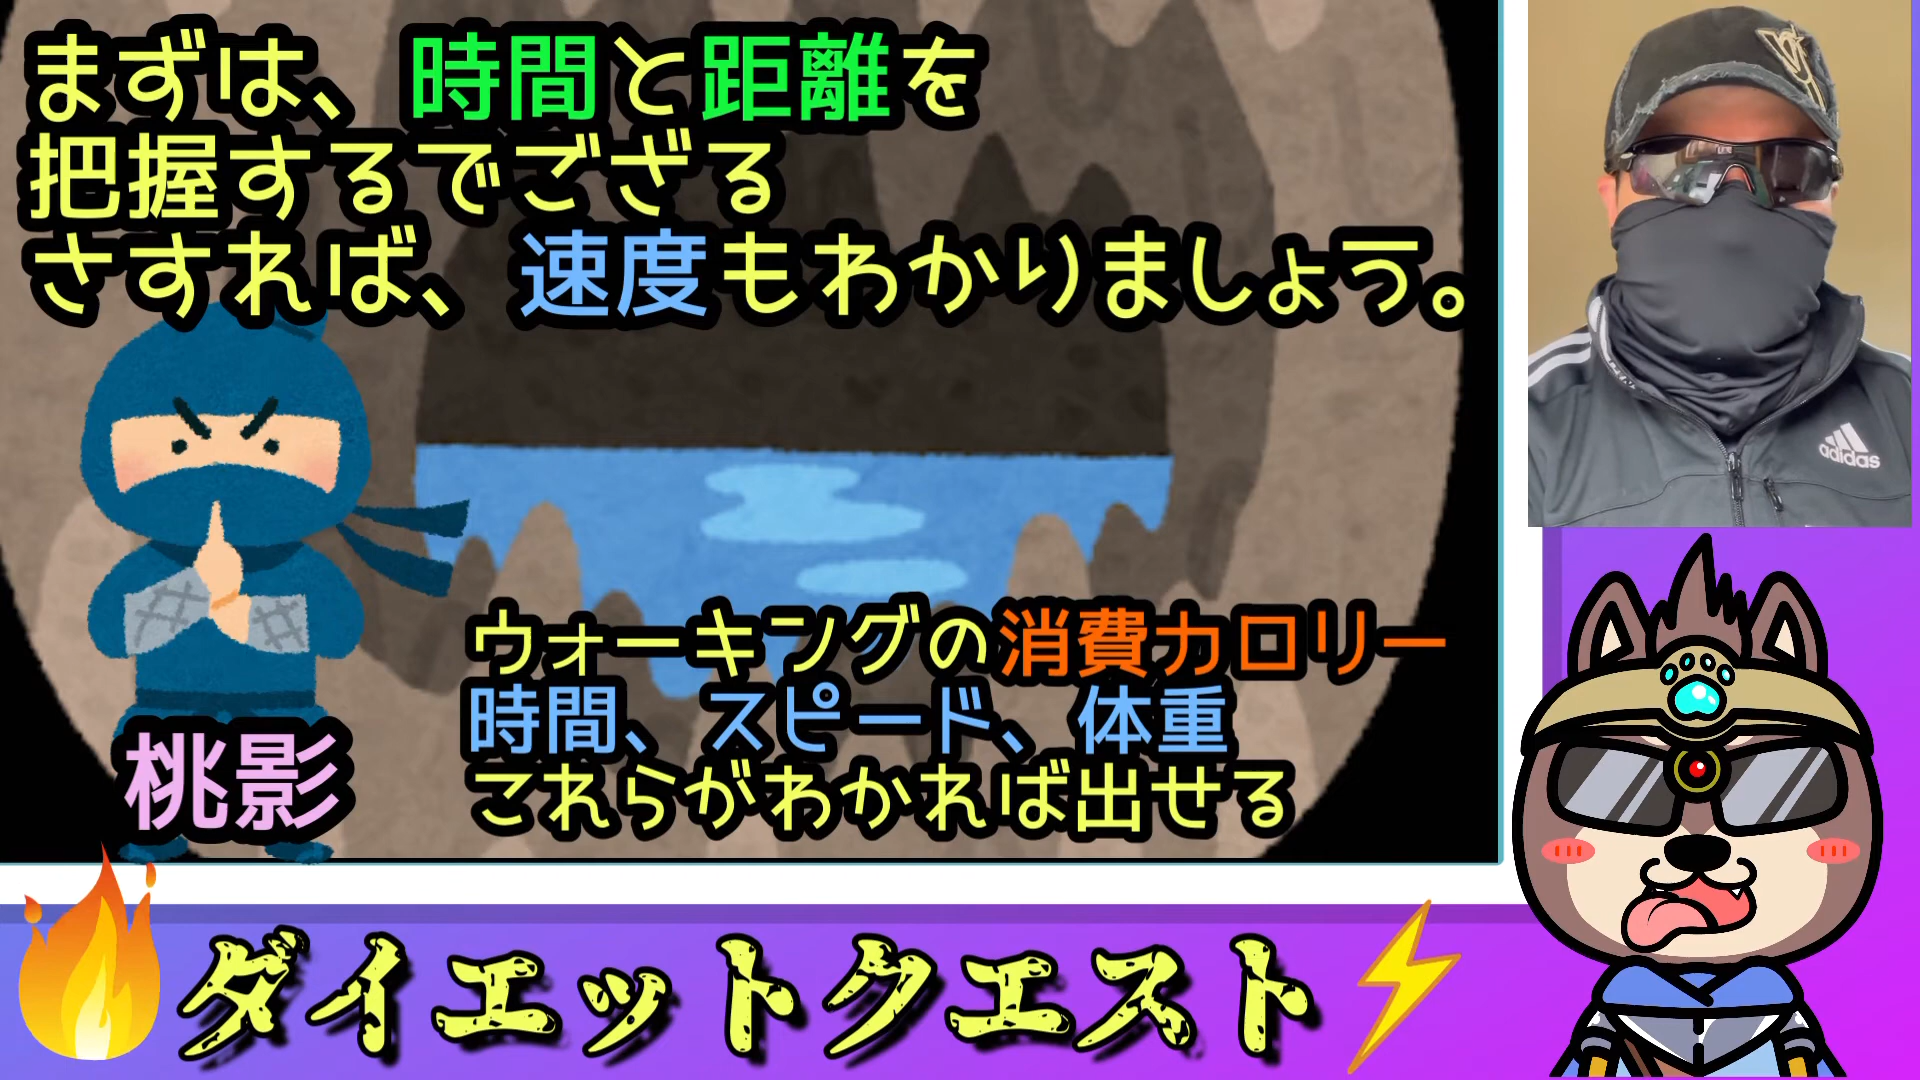 まずは、時間と距離を
把握するでござる
さすれば、速度もわかりましょう。
ウォーキングの消費カロリー
時間、スピード、体重
これらがわかれば出せる
桃影
ダイエットクエスト
adidas